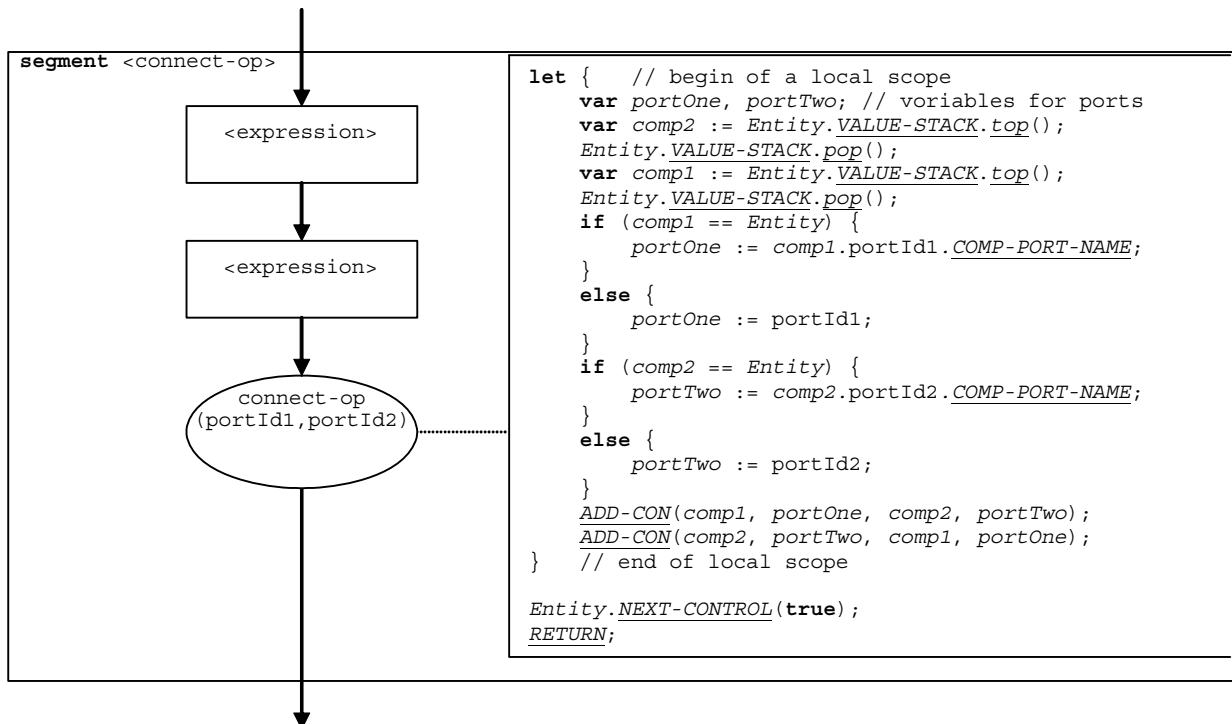 segment <connect-op>
<expression>
<expression>
connect-op
(portId1,portId2)
let {   // begin of a local scope
    var portOne, portTwo; // voriables for ports
    var comp2 := Entity.VALUE-STACK.top();
    Entity.VALUE-STACK.pop();
    var comp1 := Entity.VALUE-STACK.top();
    Entity.VALUE-STACK.pop();
    if (comp1 == Entity) {
        portOne := comp1.portId1.COMP-PORT-NAME;
    }
    else {
        portOne := portId1;
    }
    if (comp2 == Entity) {
        portTwo := comp2.portId2.COMP-PORT-NAME;
    }
    else {
        portTwo := portId2;
    }
    ADD-CON(comp1, portOne, comp2, portTwo);
    ADD-CON(comp2, portTwo, comp1, portOne);
}   // end of local scope
Entity.NEXT-CONTROL(true);
RETURN;